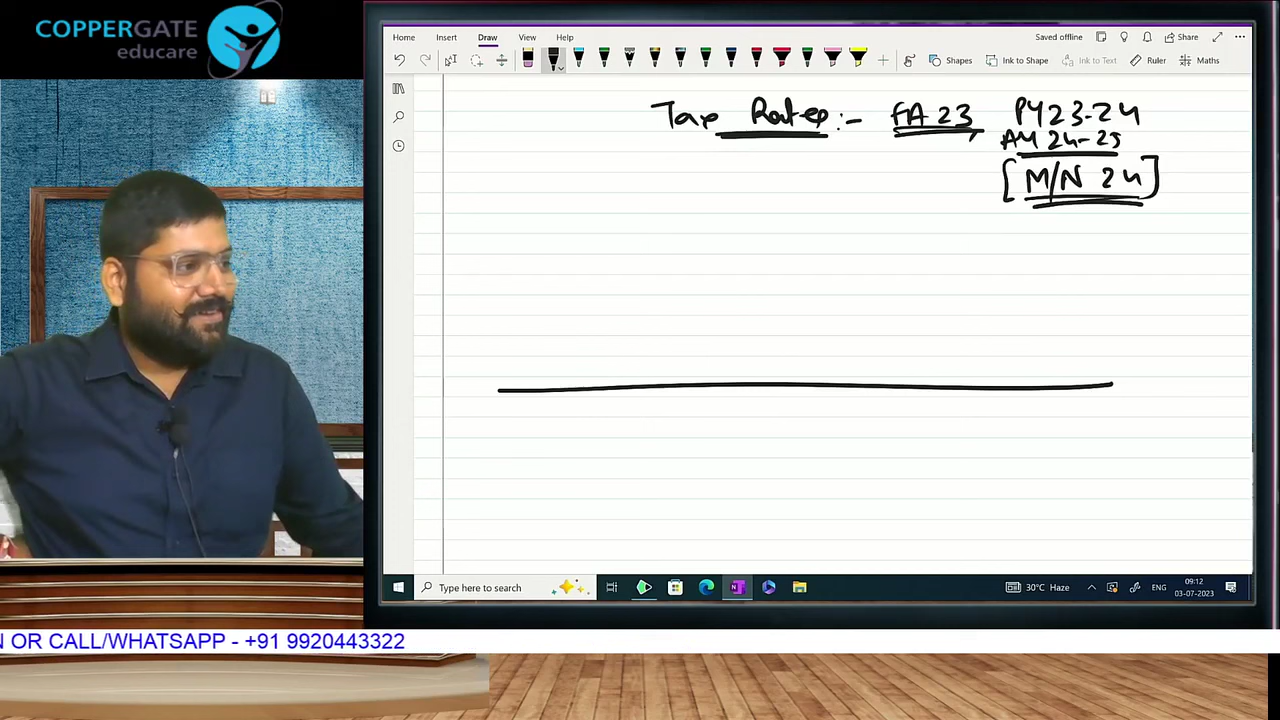 COPPERGATE
educare
Home Insert Draw View Help
Saved offline
Share
Shapes
Ink to Shape
Ink to Text
Ruler
Maths
Tax Rates :- FA 23 PY 23-24
AY 24-25
[M/N 24]
Type here to search
30°C Haze
ENG
09:12
03-07-2023
N OR CALL/WHATSAPP - +91 9920443322